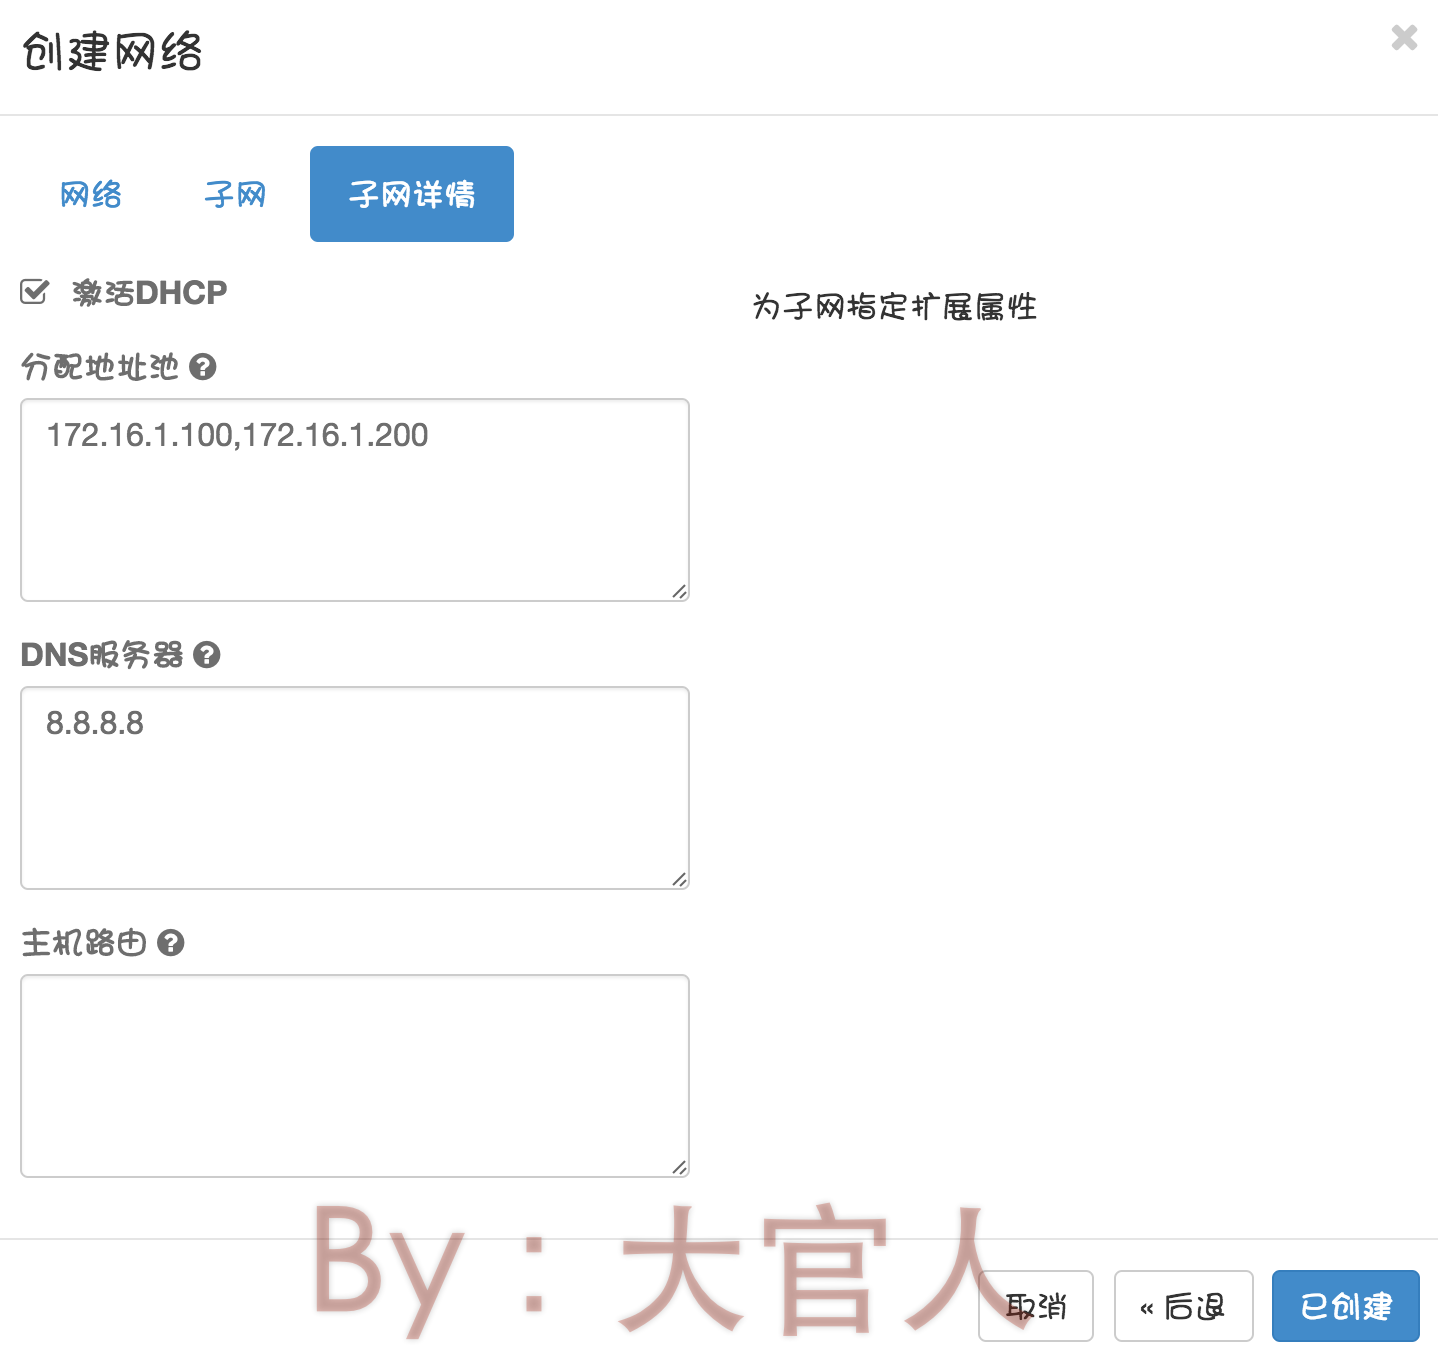 创建网络
网络 子网 子网详情
激活DHCP
为子网指定扩展属性
分配地址池
172.16.1.100,172.16.1.200
DNS服务器
8.8.8.8
主机路由
By：大官人
取消 « 后退 已创建